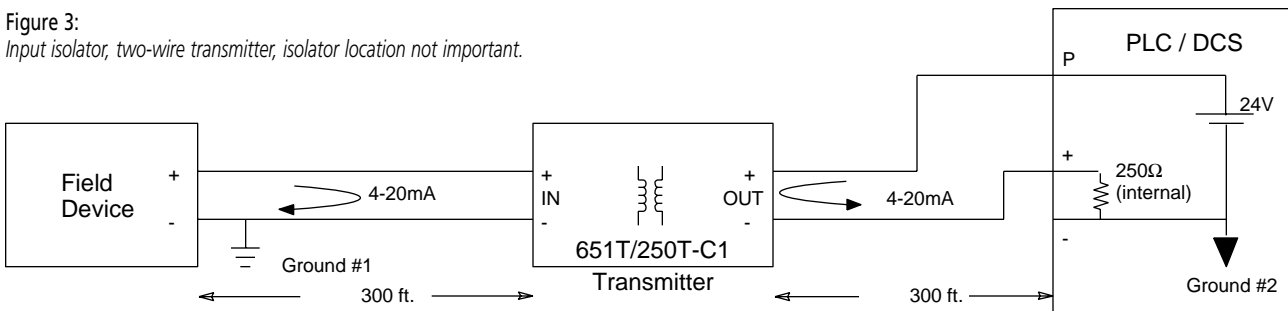 Figure 3:
Input isolator, two-wire transmitter, isolator location not important.
PLC / DCS
P
24V
Field
Device
+
-
4-20mA
Ground #1
+
IN
-
+
OUT
-
651T/250T-C1
Transmitter
4-20mA
+
250Ω
(internal)
-
Ground #2
300 ft.
300 ft.